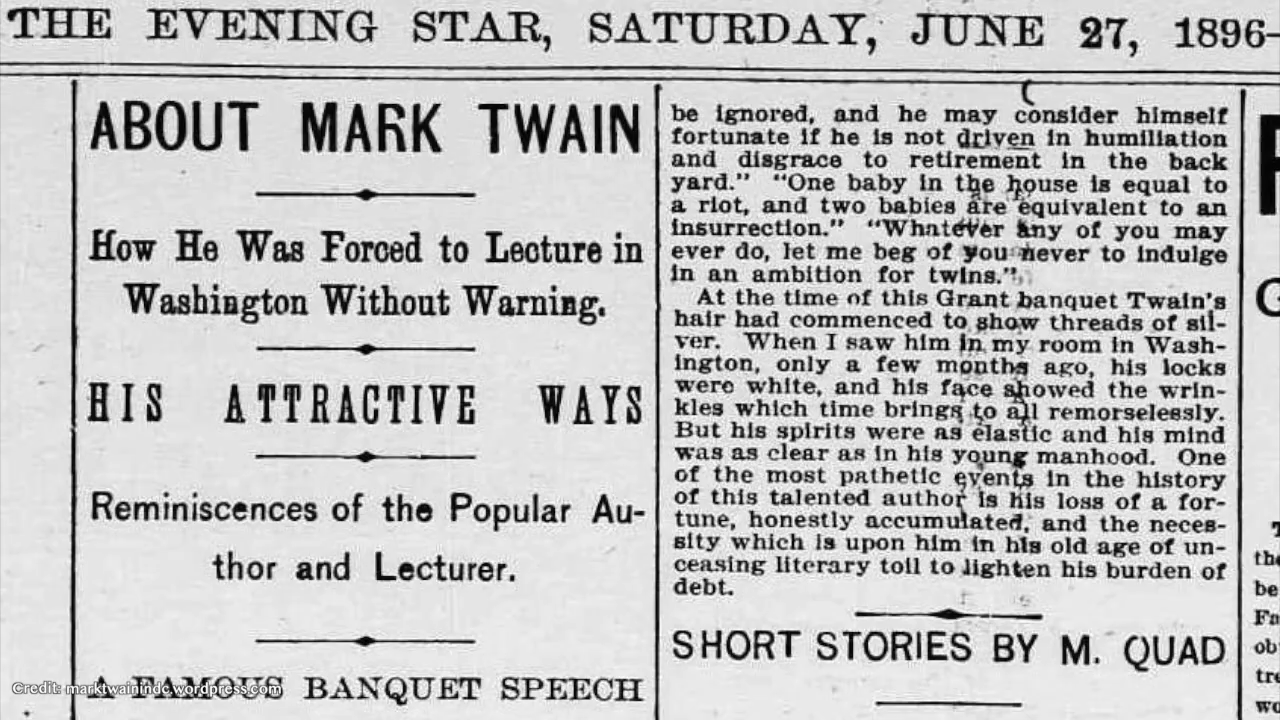 THE EVENING STAR, SATURDAY, JUNE 27, 1896-
ABOUT MARK TWAIN
How He Was Forced to Lecture in
Washington Without Warning.
HIS ATTRACTIVE WAYS
Reminiscences of the Popular Au-
thor and Lecturer.
A FAMOUS BANQUET SPEECH
Credit: marktwainindc.wordpress.com
be ignored, and he may consider himself
fortunate if he is not driven in humiliation
and disgrace to retirement in the back
yard." "One baby in the house is equal to
a riot, and two babies are equivalent to an
insurrection." "Whatever any of you may
ever do, let me beg of you never to indulge
in an ambition for twins."
At the time of this Grant banquet Twain's
hair had commenced to show threads of sil-
ver. When I saw him in my room in Wash-
ington, only a few months ago, his locks
were white, and his face showed the wrin-
kles which time brings to all remorselessly.
But his spirits were as elastic and his mind
was as clear as in his young manhood. One
of the most pathetic events in the history
of this talented author is his loss of a for-
tune, honestly accumulated, and the neces-
sity which is upon him in his old age of un-
ceasing literary toil to lighten his burden of
debt.
SHORT STORIES BY M. QUAD
the
be
Fa
ob
tre
wo